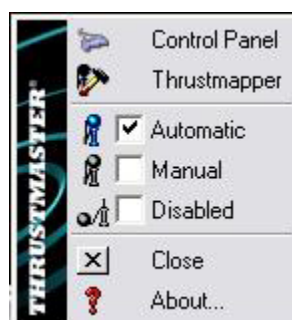 THRUSTMASTER
Control Panel
Thrustmapper
Automatic
Manual
Disabled
Close
About...